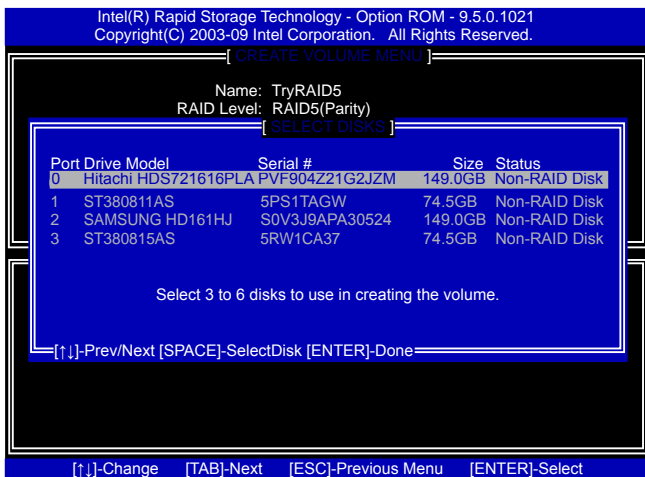 Intel(R) Rapid Storage Technology - Option ROM - 9.5.0.1021
Copyright(C) 2003-09 Intel Corporation. All Rights Reserved.
[ CREATE VOLUME MENU ]
Name: TryRAID5
RAID Level: RAID5(Parity)
[ SELECT DISKS ]
Port Drive Model Serial # Size Status
0 Hitachi HDS721616PLA PVF904Z21G2JZM 149.0GB Non-RAID Disk
1 ST380811AS 5PS1TAGW 74.5GB Non-RAID Disk
2 SAMSUNG HD161HJ S0V3J9APA30524 149.0GB Non-RAID Disk
3 ST380815AS 5RW1CA37 74.5GB Non-RAID Disk
Select 3 to 6 disks to use in creating the volume.
[↑↓]-Prev/Next [SPACE]-SelectDisk [ENTER]-Done
[↑↓]-Change [TAB]-Next [ESC]-Previous Menu [ENTER]-Select